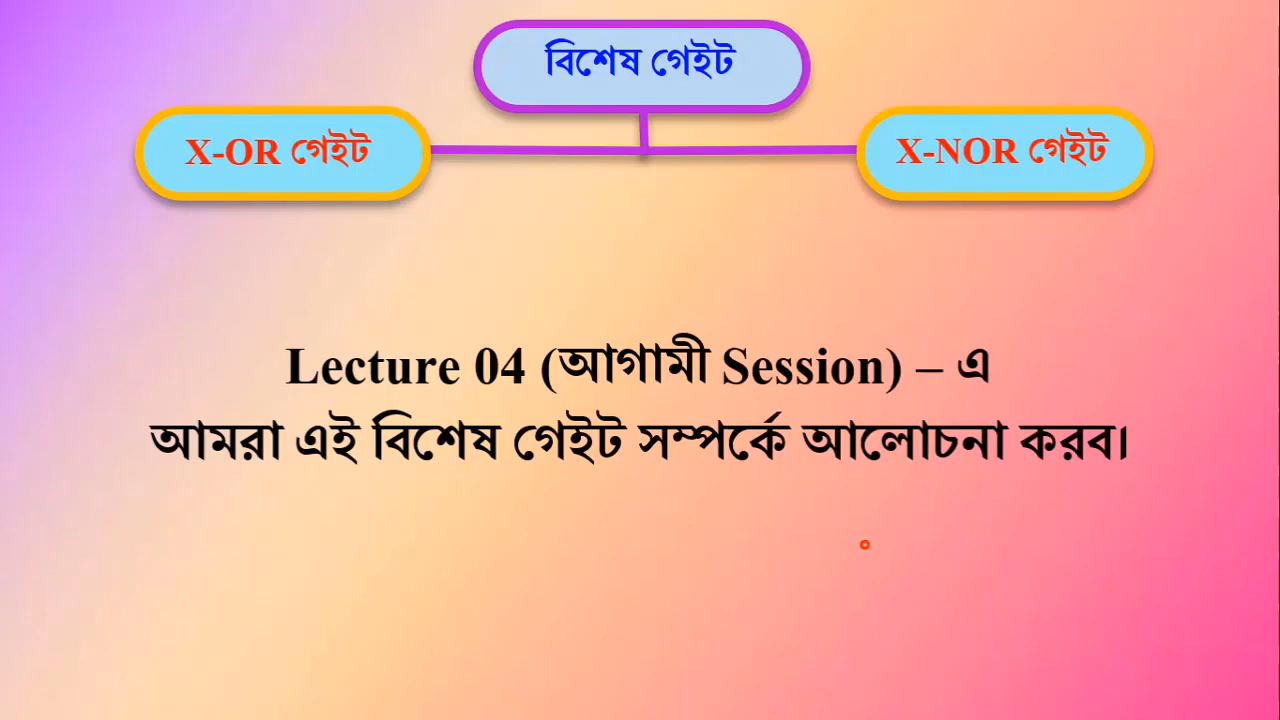 বিশেষ গেইট
X-OR গেইট
X-NOR গেইট
Lecture 04 (আগামী Session) – এ
আমরা এই বিশেষ গেইট সম্পর্কে আলোচনা করব।